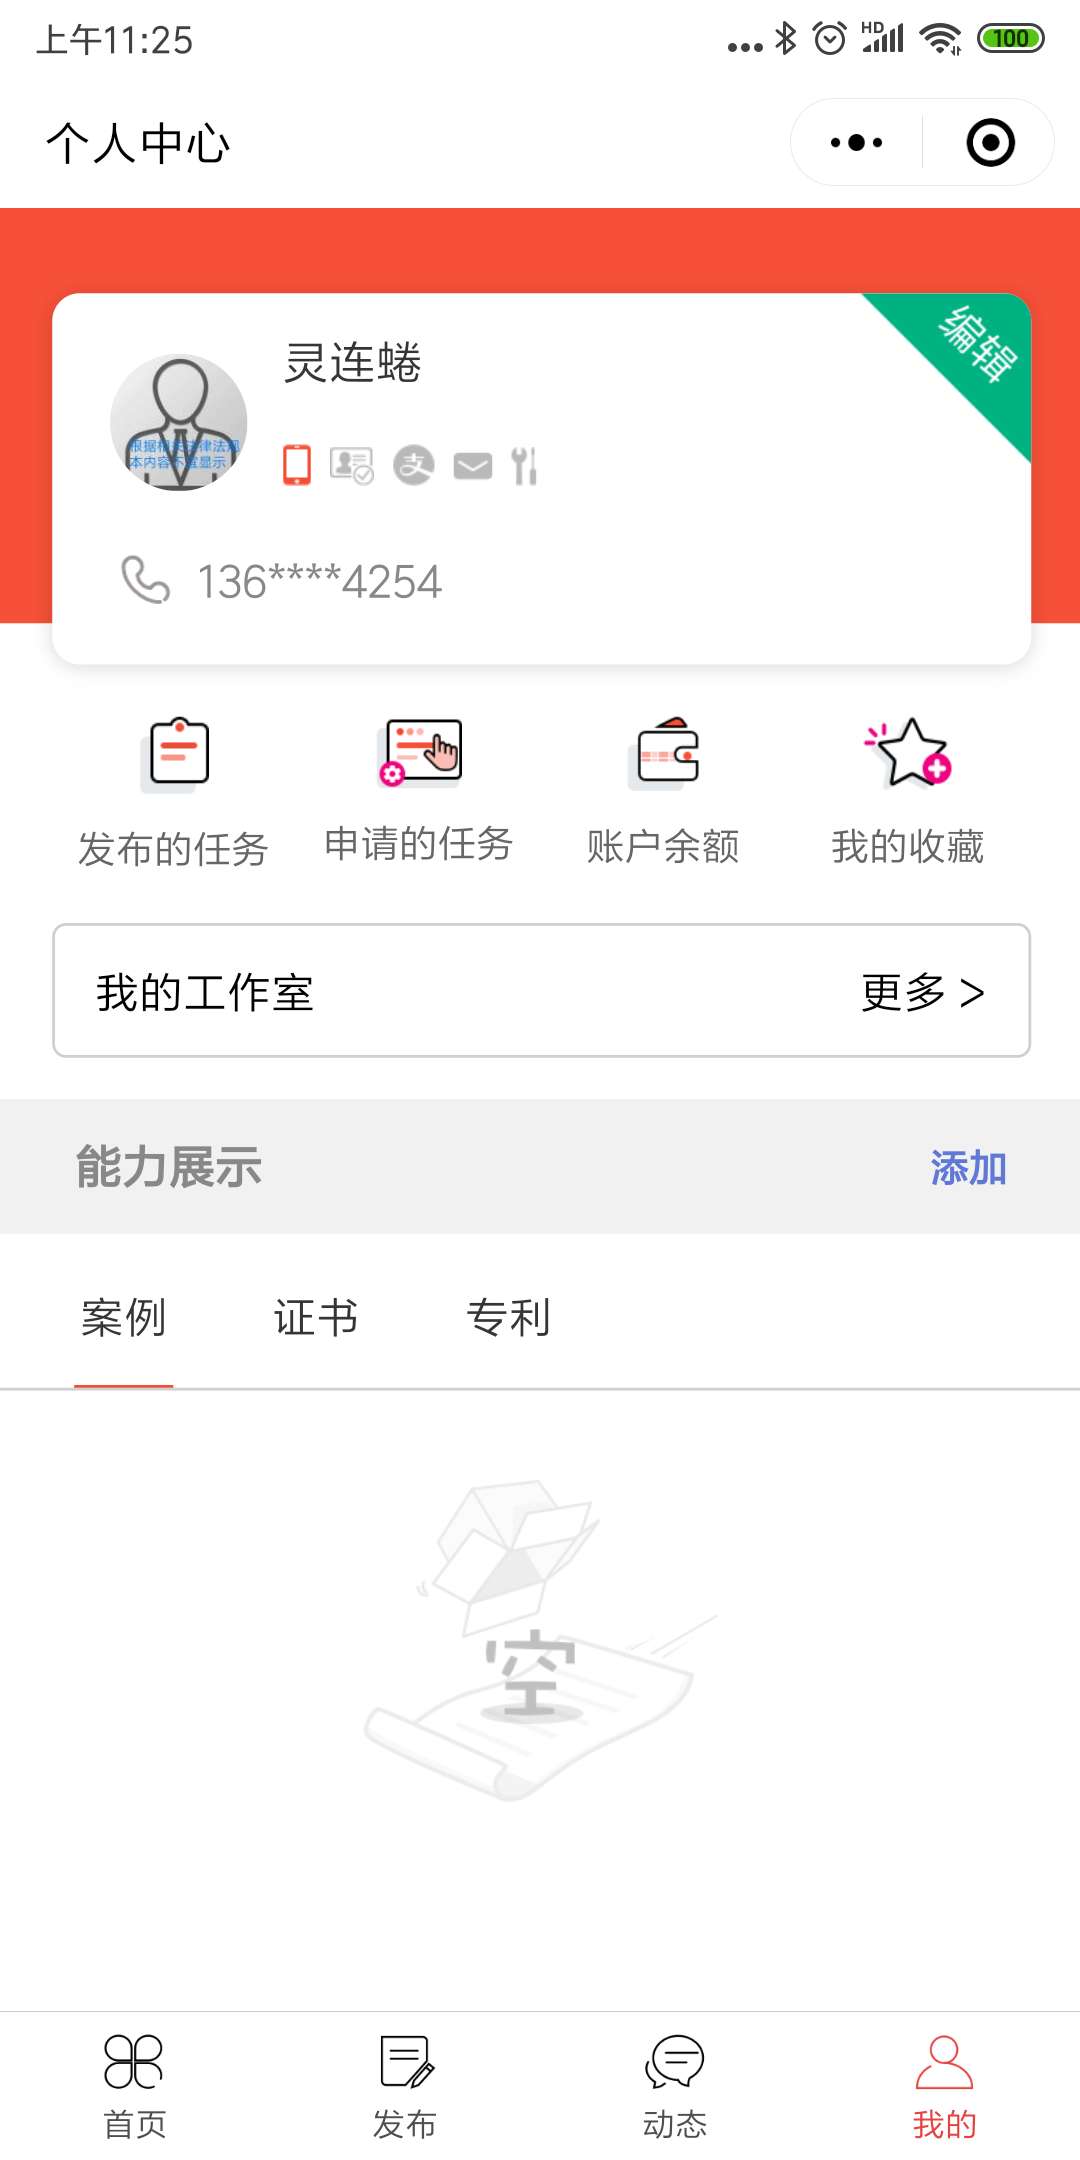 上午11:25
HD
100
个人中心
编辑
灵连蜷
根据相关法律法规
本内容不宜显示
支
136****4254
发布的任务
申请的任务
账户余额
我的收藏
我的工作室
更多 >
能力展示
添加
案例
证书
专利
空
首页
发布
动态
我的